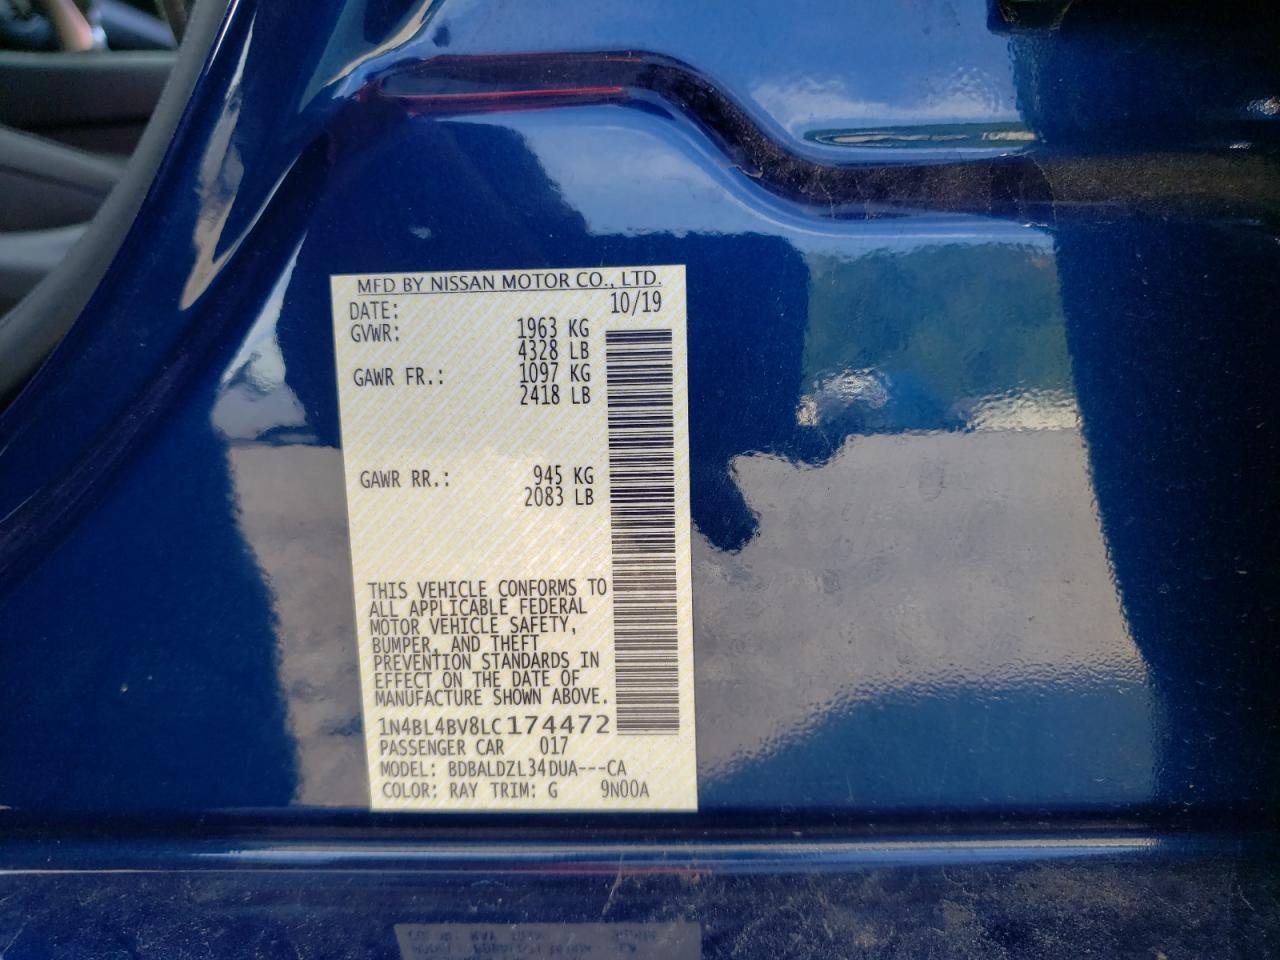 MFD BY NISSAN MOTOR CO., LTD.
DATE: 10/19
GVWR: 1963 KG
4328 LB
GAWR FR.: 1097 KG
2418 LB
GAWR RR.: 945 KG
2083 LB
THIS VEHICLE CONFORMS TO
ALL APPLICABLE FEDERAL
MOTOR VEHICLE SAFETY,
BUMPER, AND THEFT
PREVENTION STANDARDS IN
EFFECT ON THE DATE OF
MANUFACTURE SHOWN ABOVE.
1N4BL4BV8LC174472
PASSENGER CAR 017
MODEL: BDBALDZL34DUA---CA
COLOR: RAY TRIM: G 9N00A